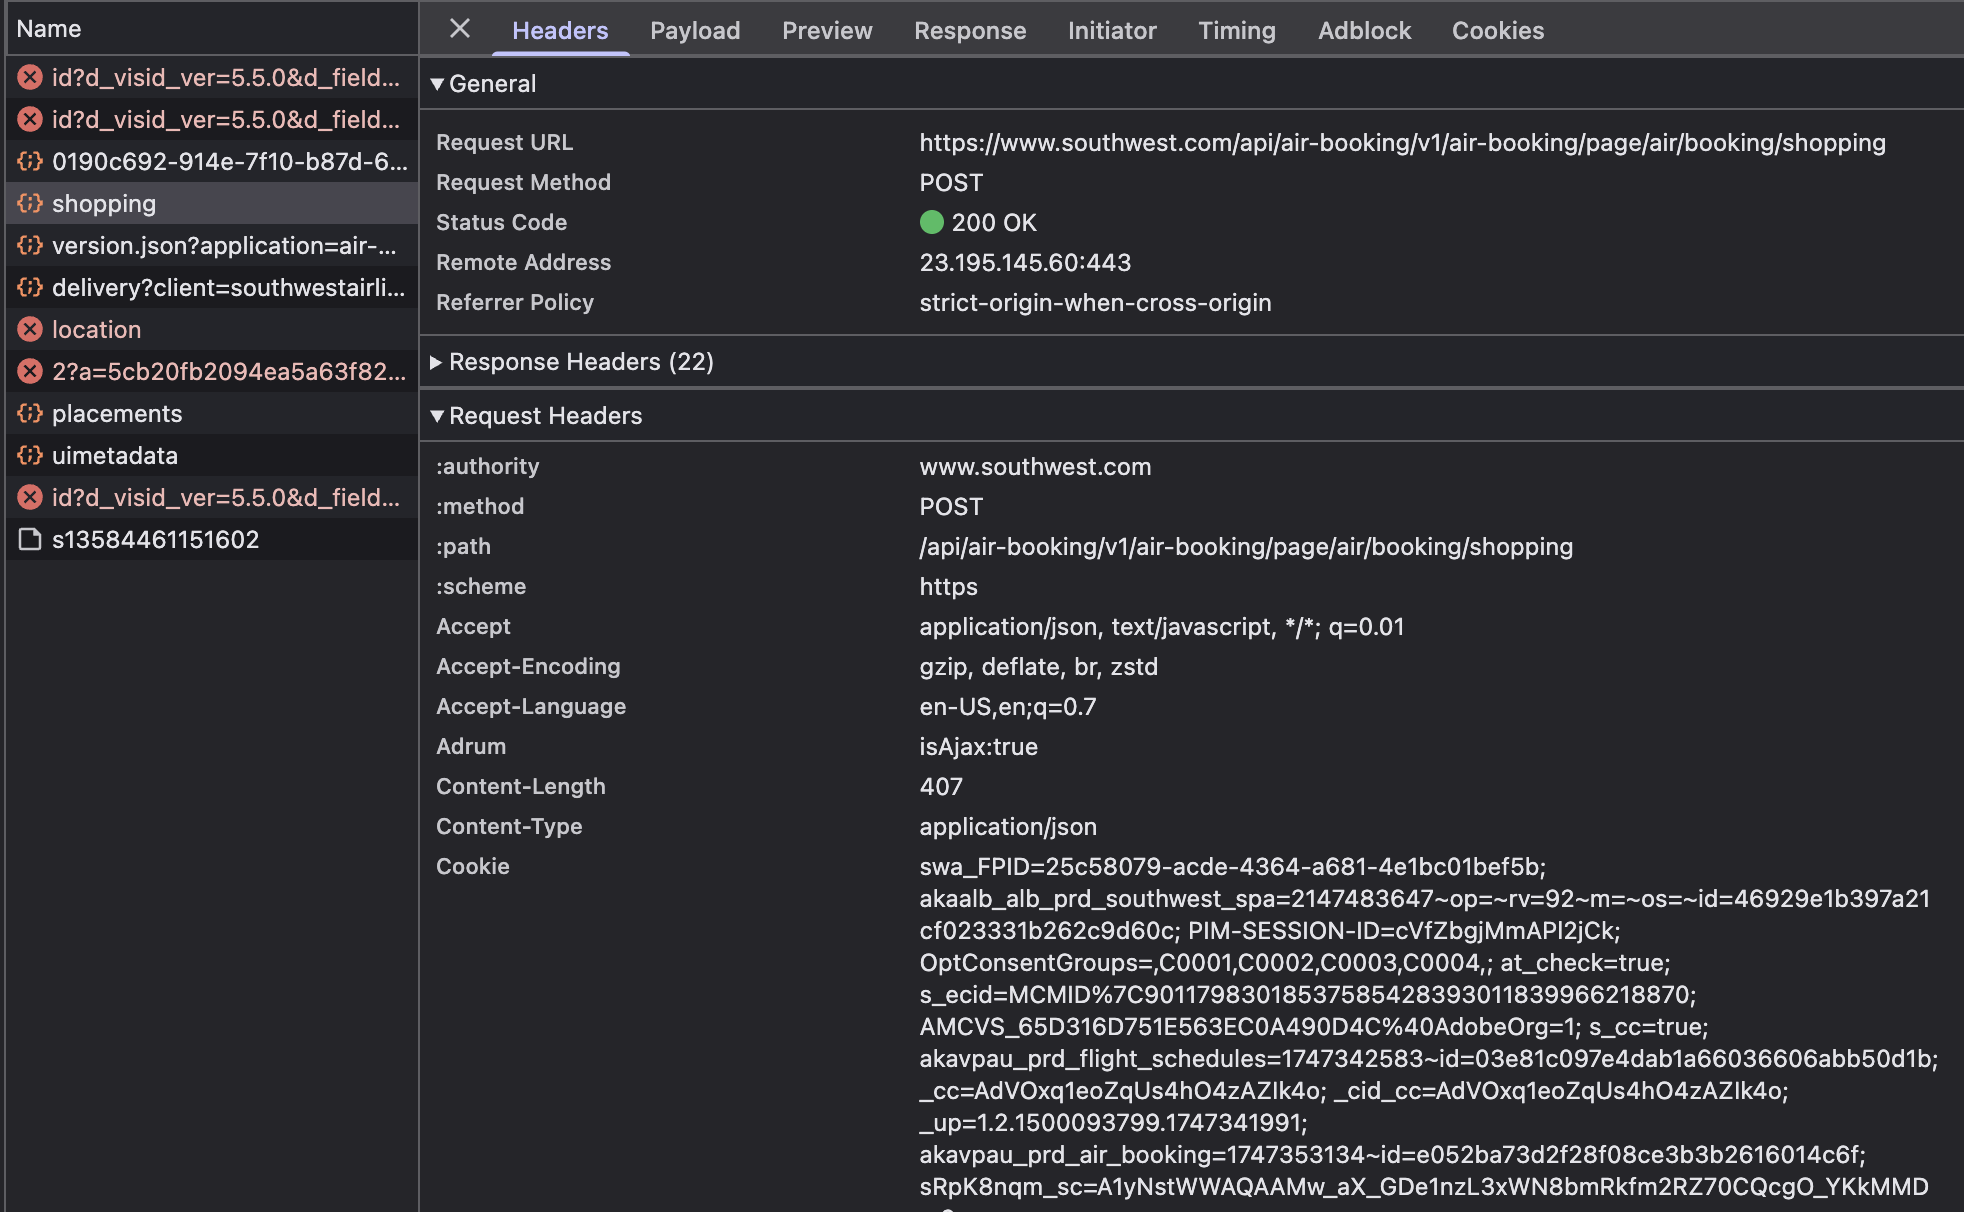 Name
id?d_visid_ver=5.5.0&d_field...
id?d_visid_ver=5.5.0&d_field...
0190c692-914e-7f10-b87d-6...
shopping
version.json?application=air-...
delivery?client=southwestairli...
location
2?a=5cb20fb2094ea5a63f82...
placements
uimetadata
id?d_visid_ver=5.5.0&d_field...
s13584461151602
Headers Payload Preview Response Initiator Timing Adblock Cookies
General
Request URL https://www.southwest.com/api/air-booking/v1/air-booking/page/air/booking/shopping
Request Method POST
Status Code 200 OK
Remote Address 23.195.145.60:443
Referrer Policy strict-origin-when-cross-origin
Response Headers (22)
Request Headers
:authority www.southwest.com
:method POST
:path /api/air-booking/v1/air-booking/page/air/booking/shopping
:scheme https
Accept application/json, text/javascript, */*; q=0.01
Accept-Encoding gzip, deflate, br, zstd
Accept-Language en-US,en;q=0.7
Adrum isAjax:true
Content-Length 407
Content-Type application/json
Cookie swa_FPID=25c58079-acde-4364-a681-4e1bc01bef5b;
akaalb_alb_prd_southwest_spa=2147483647~op=~rv=92~m=~os=~id=46929e1b397a21
cf023331b262c9d60c; PIM-SESSION-ID=cVfZbgjMmAPl2jCk;
OptConsentGroups=,C0001,C0002,C0003,C0004,; at_check=true;
s_ecid=MCMID%7C90117983018537585428393011839966218870;
AMCVS_65D316D751E563EC0A490D4C%40AdobeOrg=1; s_cc=true;
akavpau_prd_flight_schedules=1747342583~id=03e81c097e4dab1a66036606abb50d1b;
_cc=AdVOxq1eoZqUs4hO4zAZIk4o; _cid_cc=AdVOxq1eoZqUs4hO4zAZIk4o;
_up=1.2.1500093799.1747341991;
akavpau_prd_air_booking=1747353134~id=e052ba73d2f28f08ce3b3b2616014c6f;
sRpK8nqm_sc=A1yNstWWAQAAMw_aX_GDe1nzL3xWN8bmRkfm2RZ70CQcgO_YKkMMD